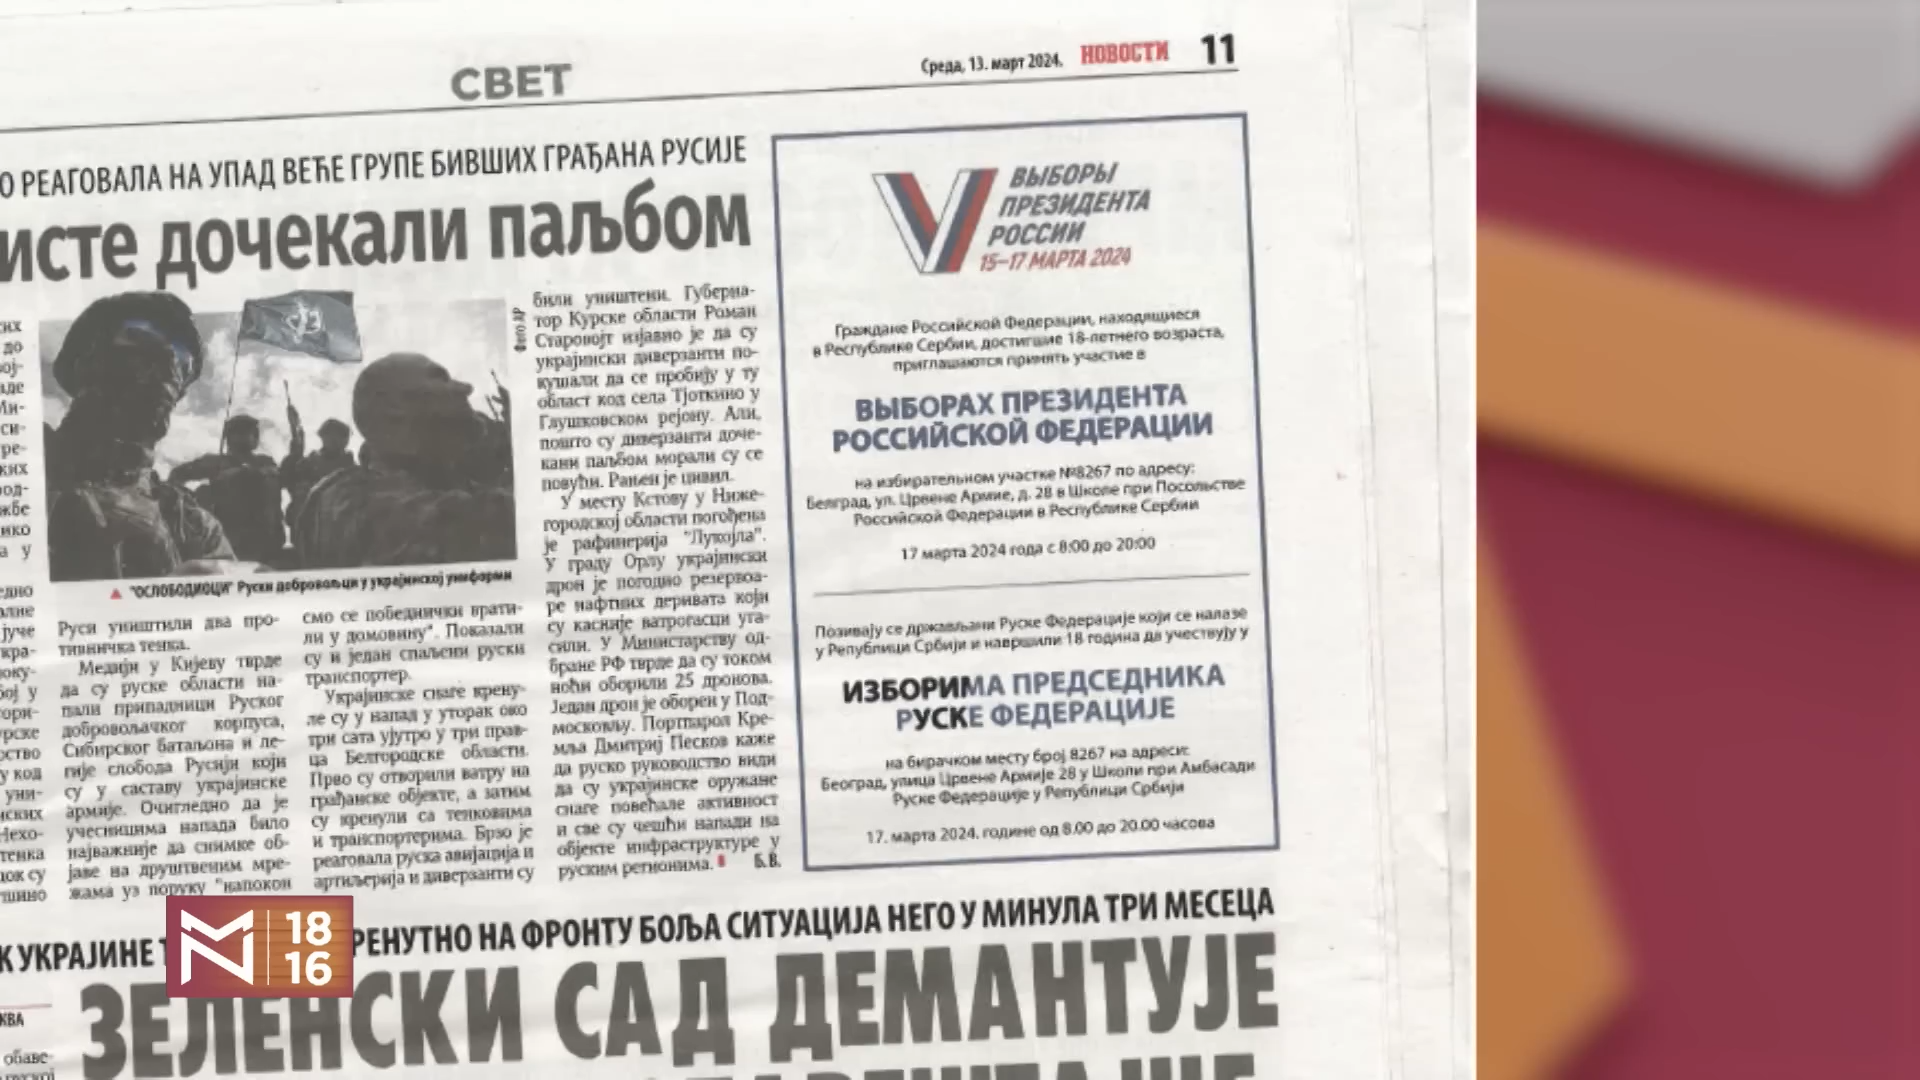 СВЕТ
Среда, 13. март 2024. НОВОСТИ 11
О РЕАГОВАЛА НА УПАД ВЕЋЕ ГРУПЕ БИВШИХ ГРАЂАНА РУСИЈЕ
исте дочекали паљбом
Фото АР
▲ "ОСЛОБОДИОЦИ" Руски добровољци у украјинској униформи
Руси уништили два про-
тивничка тенка.
Медији у Кијеву тврде
да су руске области на-
пали припадници Руског
добровољачког корпуса,
Сибирског батаљона и ле-
гије слобода Русији који
су у саставу украјинске
армије. Очигледно да је
учесницима напада било
најважније да снимке об-
јаве на друштвеним мре-
жама уз поруку "напокон
смо се победнички врати-
ли у домовину". Показали
су и један спаљени руски
транспортер.
Украјинске снаге крену-
ле су у напад у уторак око
три сата ујутро у три прав-
ца Белгородске области.
Прво су отворили ватру на
грађанске објекте, а затим
су кренули са тенковима
и транспортерима. Брзо је
реаговала руска авијација и
артиљерија и диверзанти су
били уништени. Губерна-
тор Курске области Роман
Старовојт изјавио је да су
украјински диверзанти по-
кушали да се пробију у ту
област код села Тјоткино у
Глушковском рејону. Али,
пошто су диверзанти доче-
кани паљбом морали су се
повући. Рањен је цивил.
У месту Кстову у Ниже-
городској области погођена
је рафинерија "Лукојла".
У граду Орлу украјински
дрон је погодио резервоа-
ре нафтних деривата који
су касније ватрогасци уга-
сили. У Министарству од-
бране РФ тврде да су током
ноћи оборили 25 дронова.
Један дрон је оборен у Под-
московљу. Портпарол Кре-
мља Дмитриј Песков каже
да руско руководство види
да су украјинске оружане
снаге повећале активност
и све су чешћи напади на
објекте инфраструктуре у
руским регионима. Б. В.
ВЫБОРЫ
ПРЕЗИДЕНТА
РОССИИ
15–17 МАРТА 2024
Граждане Российской Федерации, находящиеся
в Республике Сербии, достигшие 18-летнего возраста,
приглашаются принять участие в
ВЫБОРАХ ПРЕЗИДЕНТА
РОССИЙСКОЙ ФЕДЕРАЦИИ
на избирательном участке №8267 по адресу:
Белград, ул. Црвене Армие, д. 28 в Школе при Посольстве
Российской Федерации в Республике Сербии
17 марта 2024 года с 8:00 до 20:00
Позивају се држављани Руске Федерације који се налазе
у Републици Србији и навршили 18 година да учествују у
ИЗБОРИМА ПРЕДСЕДНИКА
РУСКЕ ФЕДЕРАЦИЈЕ
на бирачком месту број 8267 на адреси:
Београд, улица Црвене Армије 28 у Школи при Амбасади
Руске Федерације у Републици Србији
17. марта 2024. године од 8.00 до 20.00 часова
К УКРАЈИНЕ РЕНУТНО НА ФРОНТУ БОЉА СИТУАЦИЈА НЕГО У МИНУЛА ТРИ МЕСЕЦА
ЗЕЛЕНСКИ САД ДЕМАНТУЈЕ
18
16